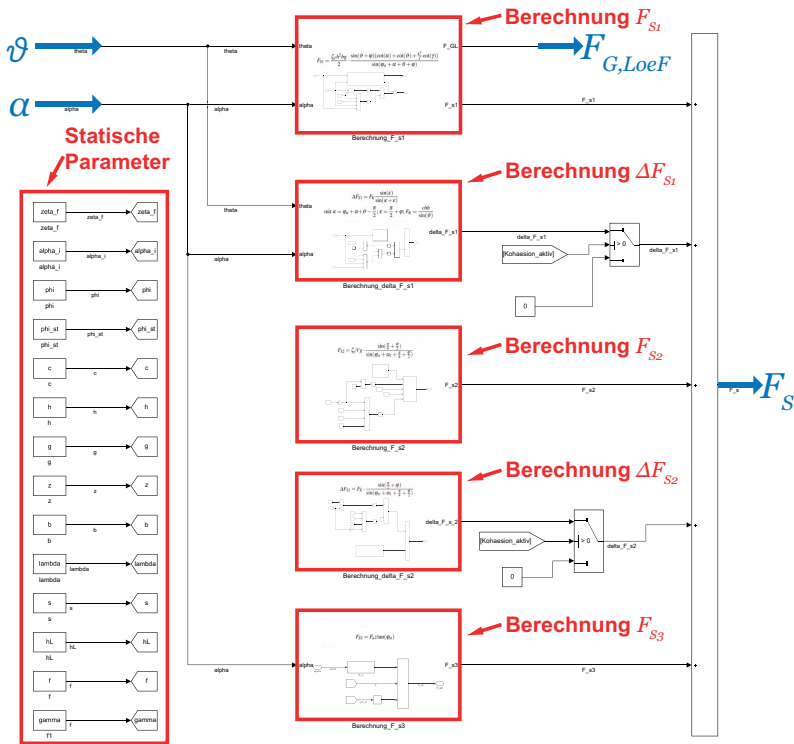 ϑ
theta
theta
theta
α
alpha
alpha
alpha
Berechnung F_S1
F_GL
F_s1
Berechnung_F_s1
F_G,LoeF
F_s1
+
Statische
Parameter
zeta_f
zeta_f
zeta_f
zeta_f
alpha_i
alpha_i
alpha_i
alpha_i
phi
phi
phi
phi
phi_st
phi_st
phi_st
phi_st
c
c
c
c
h
h
h
h
g
g
g
g
z
z
z
z
b
b
b
b
lambda
lambda
lambda
lambda
s
s
s
s
hL
hL
hL
hL
f
f
f
f
gamma
f
gamma
f1
Berechnung ΔF_S1
theta
theta
alpha
alpha
delta_F_s1
Berechnung_delta_F_s1
delta_F_s1
[Kohaesion_aktiv]
> 0
0
delta_F_s1
+
Berechnung F_S2
F_s2
Berechnung_F_s2
F_s2
+
F_s
F_S
Berechnung ΔF_S2
delta_F_s_2
Berechnung_delta_F_s2
[Kohaesion_aktiv]
> 0
0
delta_F_s2
+
Berechnung F_S3
alpha
alpha
F_s3
Berechnung_F_s3
F_s3
+